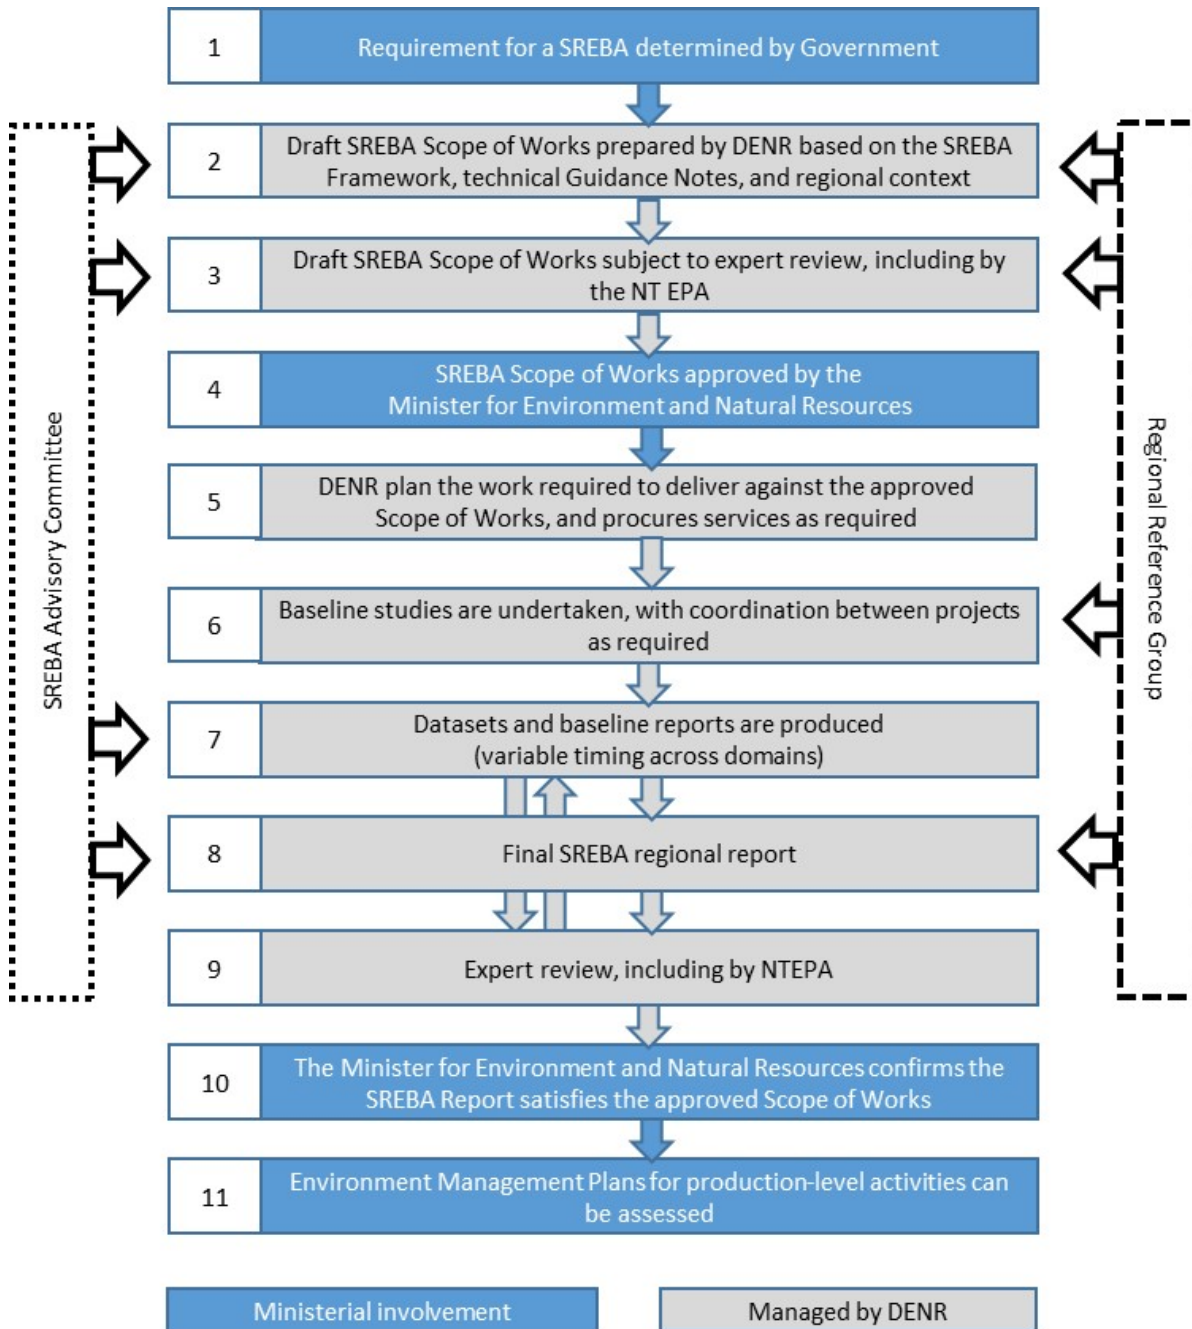 1
Requirement for a SREBA determined by Government
2
Draft SREBA Scope of Works prepared by DENR based on the SREBA
Framework, technical Guidance Notes, and regional context
3
Draft SREBA Scope of Works subject to expert review, including by
the NT EPA
4
SREBA Scope of Works approved by the
Minister for Environment and Natural Resources
5
DENR plan the work required to deliver against the approved
Scope of Works, and procures services as required
6
Baseline studies are undertaken, with coordination between projects
as required
7
Datasets and baseline reports are produced
(variable timing across domains)
8
Final SREBA regional report
9
Expert review, including by NTEPA
10
The Minister for Environment and Natural Resources confirms the
SREBA Report satisfies the approved Scope of Works
11
Environment Management Plans for production-level activities can
be assessed
SREBA Advisory Committee
Regional Reference Group
Ministerial involvement
Managed by DENR